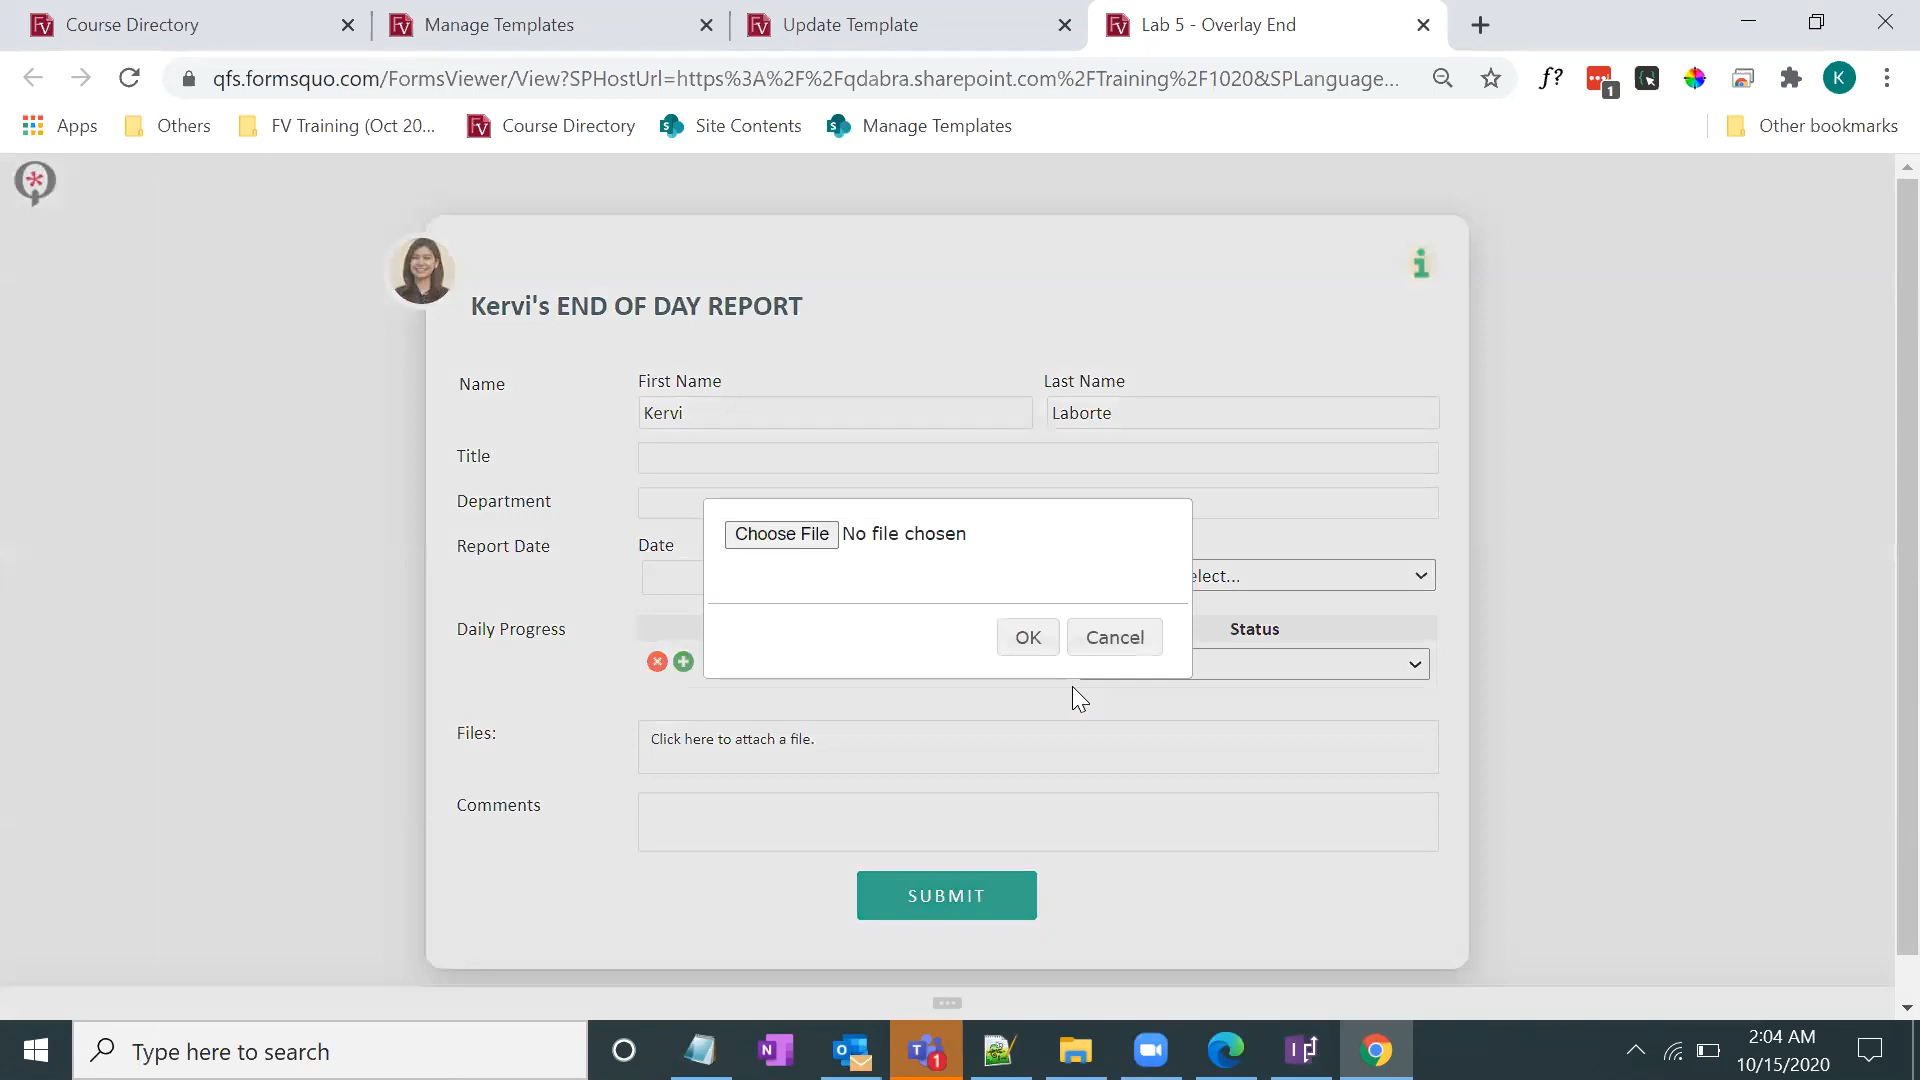 Course Directory
Manage Templates
Update Template
Lab 5 - Overlay End
qfs.formsquo.com/FormsViewer/View?SPHostUrl=https%3A%2F%2Fqdabra.sharepoint.com%2FTraining%2F1020&SPLanguage...
f?
1
K
Apps
Others
FV Training (Oct 20...
Course Directory
Site Contents
Manage Templates
Other bookmarks
Kervi's END OF DAY REPORT
Name
First Name
Last Name
Kervi
Laborte
Title
Department
Report Date
Date
elect...
Choose File No file chosen
OK
Cancel
Daily Progress
Status
Files:
Click here to attach a file.
Comments
SUBMIT
Type here to search
1
2:04 AM
10/15/2020